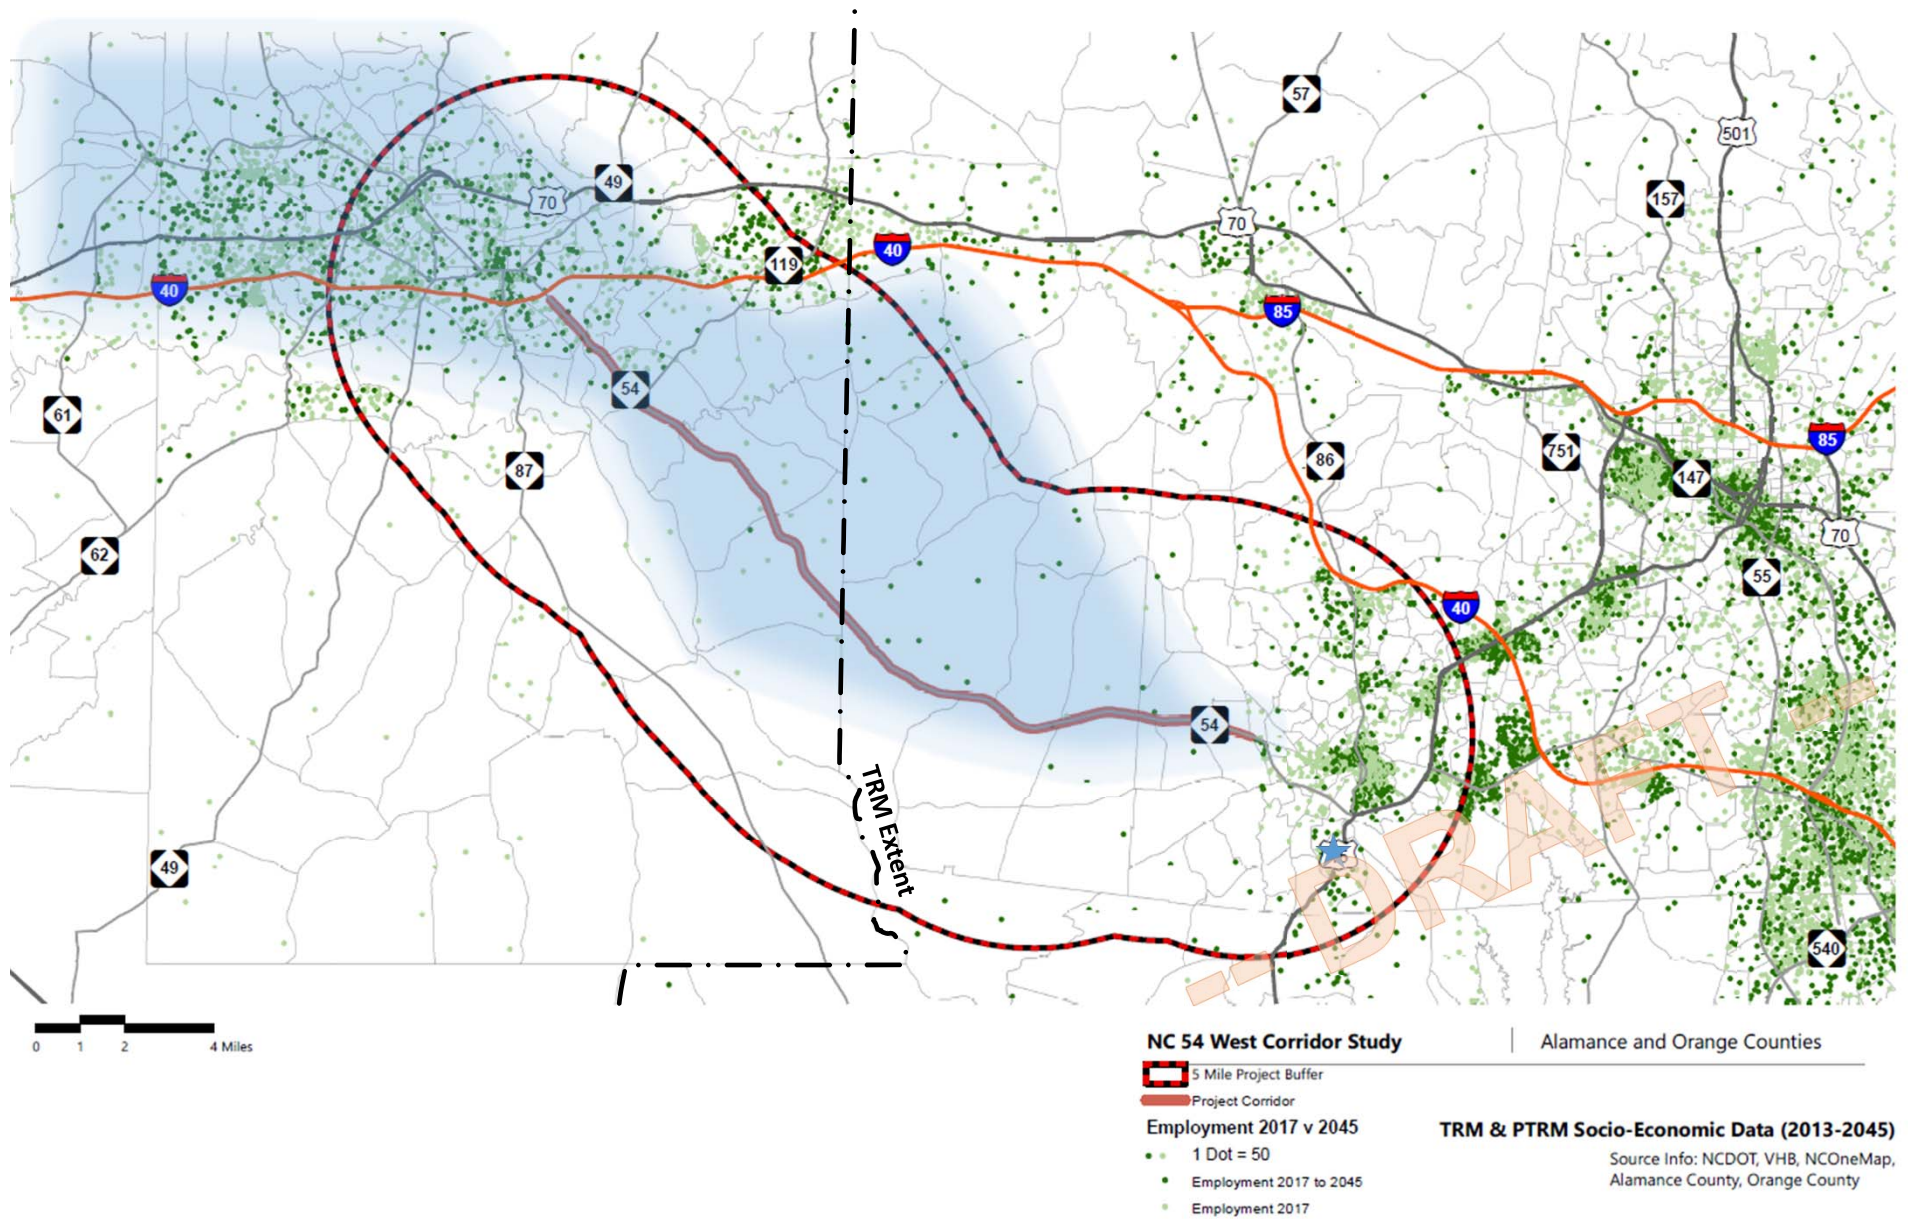 57
501
49
70
157
119
40
70
40
85
54
61
87
86
751
147
85
62
70
55
40
54
TRM Extent
DRAFT
49
540
0 1 2 4 Miles
NC 54 West Corridor Study | Alamance and Orange Counties
5 Mile Project Buffer
Project Corridor
Employment 2017 v 2045
1 Dot = 50
Employment 2017 to 2045
Employment 2017
TRM & PTRM Socio-Economic Data (2013-2045)
Source Info: NCDOT, VHB, NCOneMap,
Alamance County, Orange County